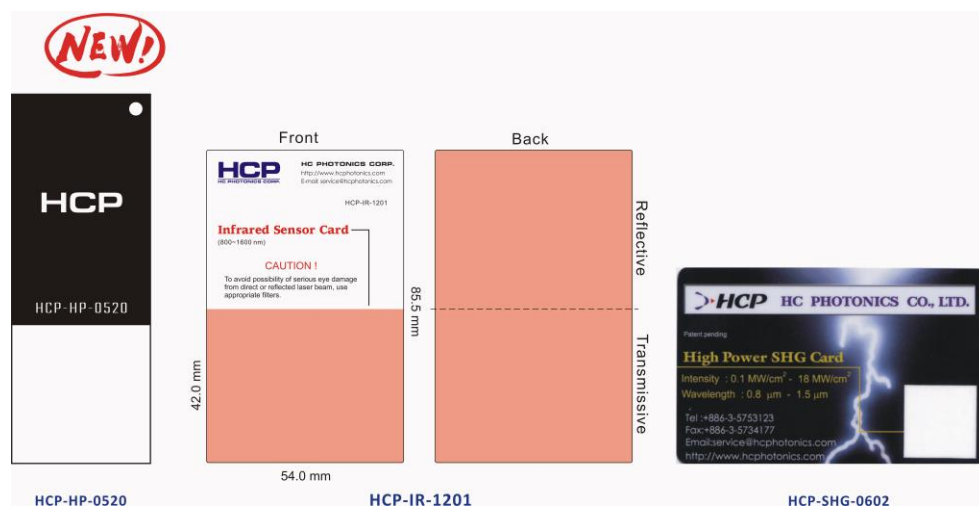 NEW!
HCP
HCP-HP-0520
HCP-HP-0520
Front
HCP
HC PHOTONICS CORP.
HC PHOTONICS CORP.
http://www.hcphotonics.com
E-mail: service@hcphotonics.com
HCP-IR-1201
Infrared Sensor Card
(800~1600 nm)
CAUTION !
To avoid possibility of serious eye damage
from direct or reflected laser beam, use
appropriate filters.
42.0 mm
54.0 mm
85.5 mm
Back
Reflective
Transmissive
HCP-IR-1201
HCP HC PHOTONICS CO., LTD.
Patent pending
High Power SHG Card
Intensity : 0.1 MW/cm² - 18 MW/cm²
Wavelength : 0.8 μm - 1.5 μm
Tel :+886-3-5753123
Fax:+886-3-5734177
Email:service@hcphotonics.com
http://www.hcphotonics.com
HCP-SHG-0602